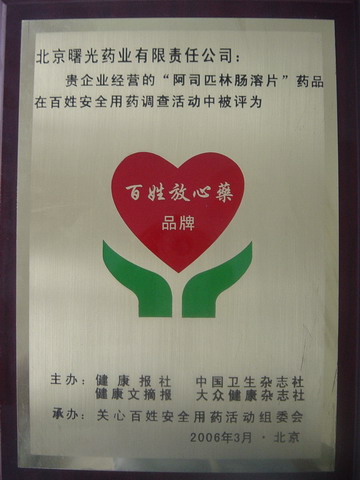 北京曙光药业有限责任公司：
贵企业经营的“阿司匹林肠溶片”药品
在百姓安全用药调查活动中被评为
百姓放心藥
品牌
主办：健康报社 中国卫生杂志社
健康文摘报 大众健康杂志社
承办：关心百姓安全用药活动组委会
2006年3月·北京